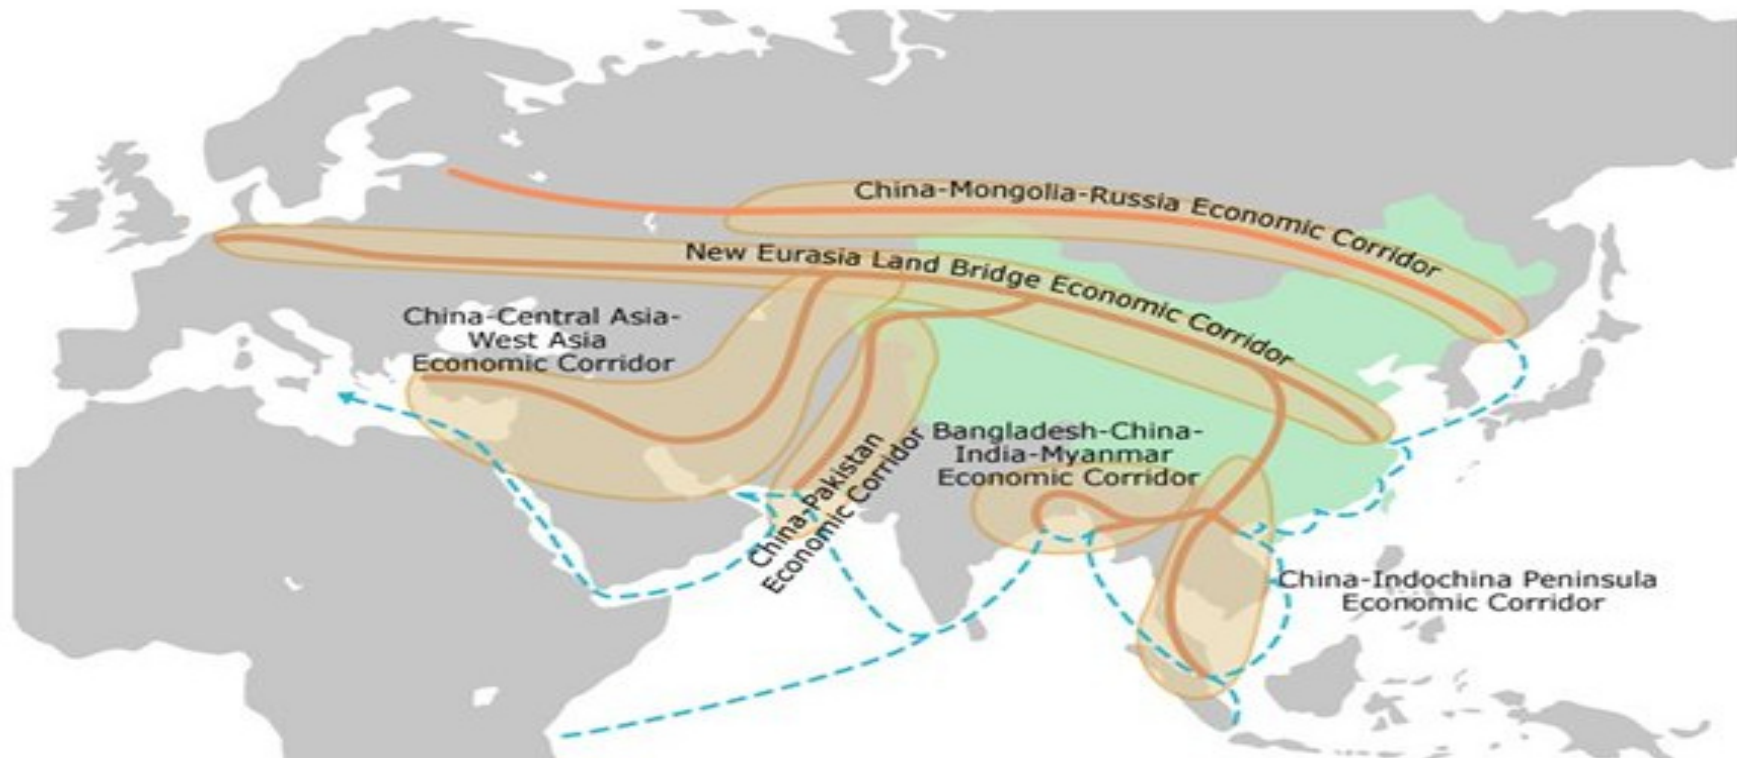 China-Mongolia-Russia Economic Corridor
New Eurasia Land Bridge Economic Corridor
China-Central Asia-
West Asia
Economic Corridor
China-Pakistan
Economic Corridor
Bangladesh-China-
India-Myanmar
Economic Corridor
China-Indochina Peninsula
Economic Corridor